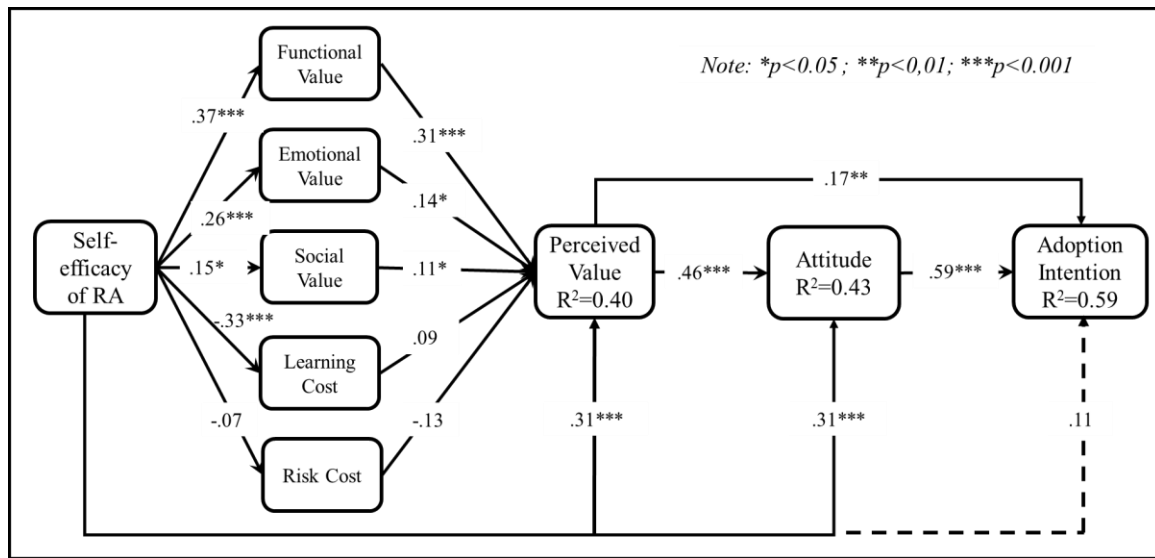 Functional
Value
Note: *p<0.05 ; **p<0,01; ***p<0.001
.37***
.31***
Emotional
Value
.14*
.17**
.26***
Self-
efficacy
of RA
.15*
Social
Value
.11*
Perceived
Value
R²=0.40
.46***
Attitude
R²=0.43
.59***
Adoption
Intention
R²=0.59
-.33***
Learning
Cost
.09
-.07
-.13
.31***
.31***
.11
Risk Cost